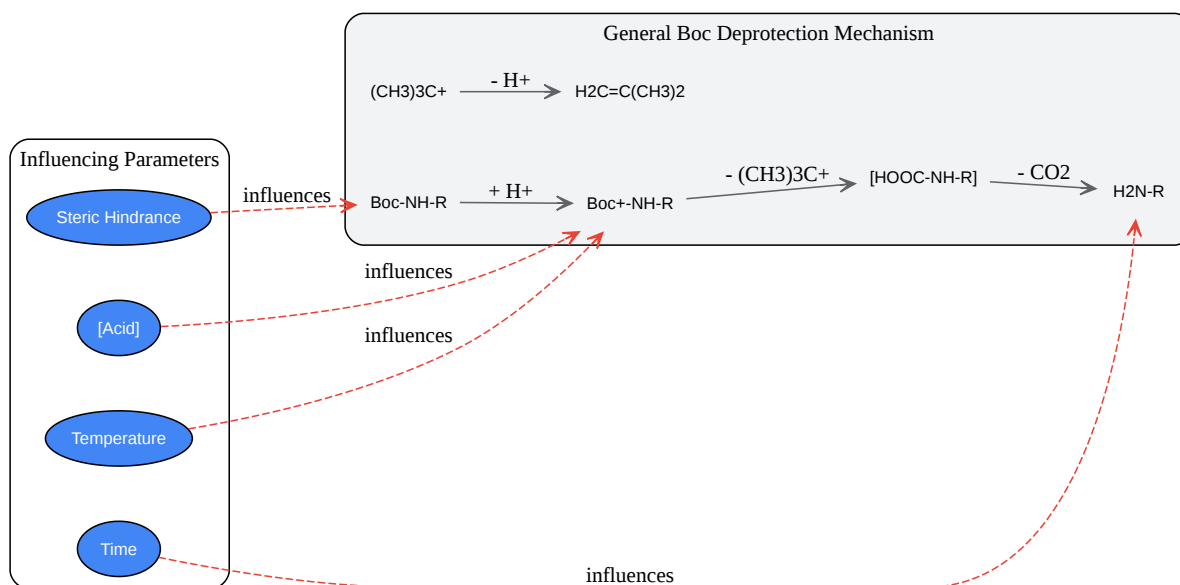 General Boc Deprotection Mechanism
(CH3)3C+
- H+
H2C=C(CH3)2
Influencing Parameters
Steric Hindrance
influences
Boc-NH-R
+ H+
Boc+-NH-R
- (CH3)3C+
[HOOC-NH-R]
- CO2
H2N-R
influences
[Acid]
influences
Temperature
Time
influences